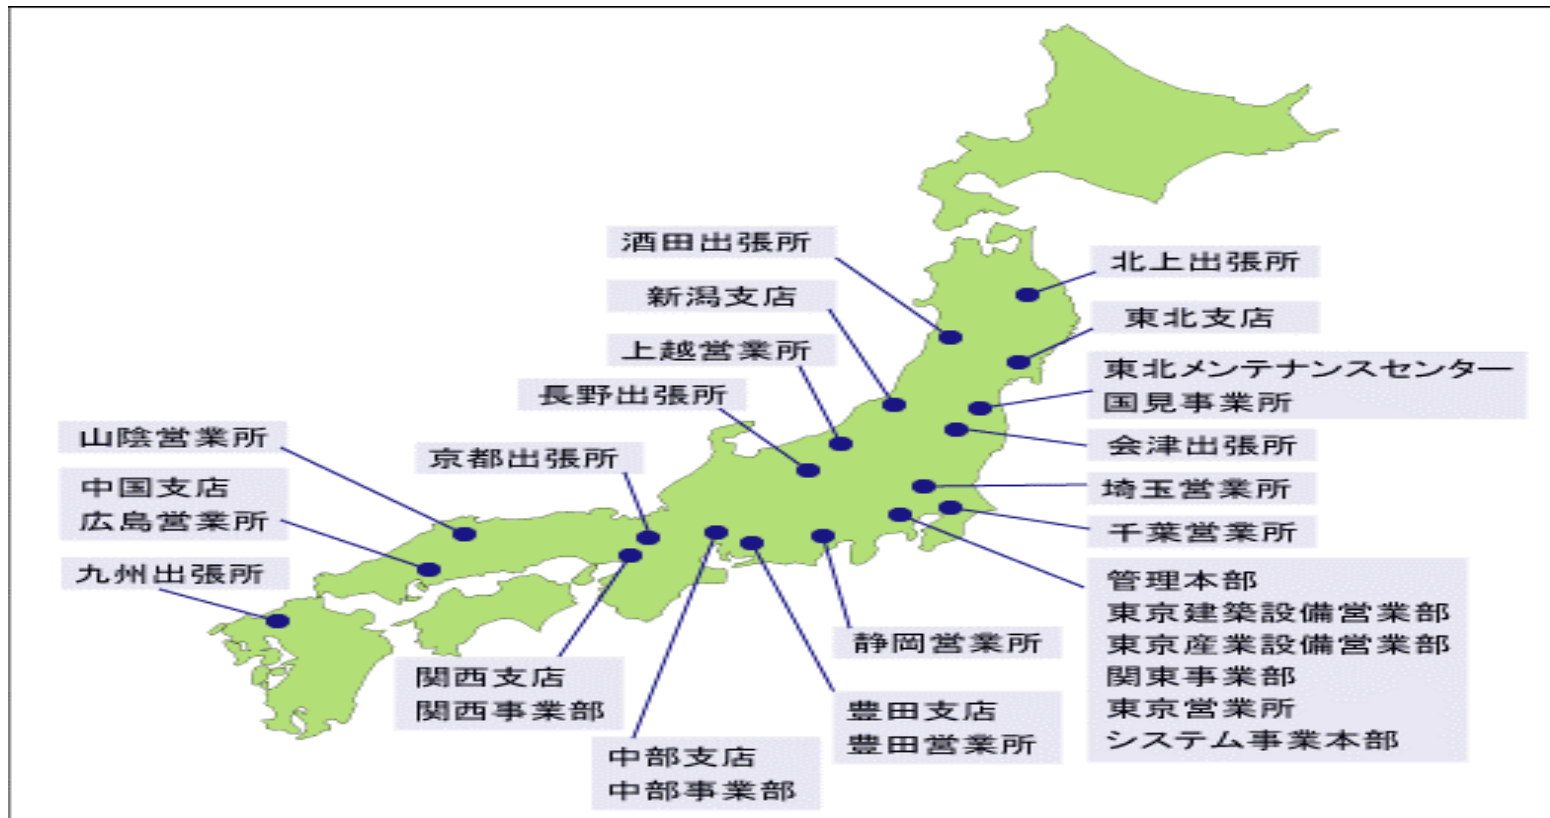 酒田出張所
北上出張所
新潟支店
東北支店
上越営業所
東北メンテナンスセンター
国見事業所
長野出張所
山陰営業所
京都出張所
会津出張所
中国支店
広島営業所
埼玉営業所
千葉営業所
九州出張所
管理本部
東京建築設備営業部
東京産業設備営業部
関東事業部
東京営業所
システム事業本部
静岡営業所
関西支店
関西事業部
豊田支店
豊田営業所
中部支店
中部事業部